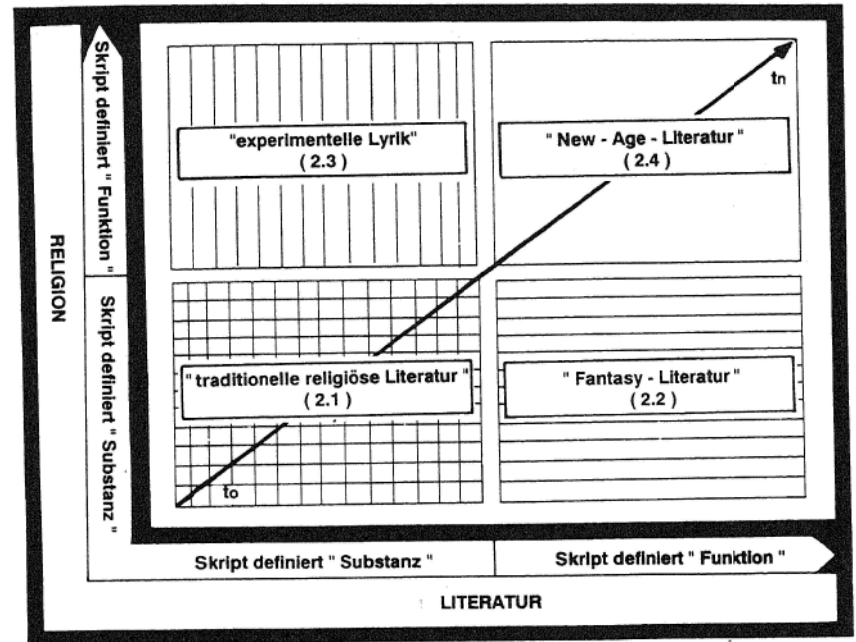 RELIGION
Skript definiert " Funktion "
Skript definiert " Substanz "
"experimentelle Lyrik"
( 2.3 )
" New - Age - Literatur "
( 2.4 )
tn
" traditionelle religiöse Literatur "
( 2.1 )
" Fantasy - Literatur "
( 2.2 )
to
Skript definiert " Substanz "
Skript definiert " Funktion "
LITERATUR